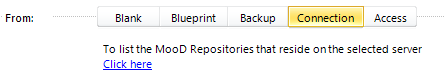 From: Blank Blueprint Backup Connection Access
To list the MooD Repositories that reside on the selected server
Click here